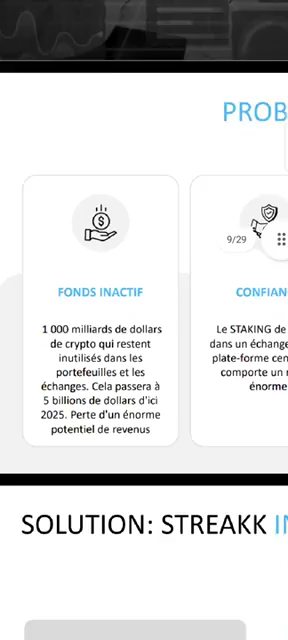 PROB
9/29
FONDS INACTIF
1 000 milliards de dollars
de crypto qui restent
inutilisés dans les
portefeuilles et les
échanges. Cela passera à
5 billions de dollars d'ici
2025. Perte d'un énorme
potentiel de revenus
CONFIAN
Le STAKING de
dans un échange
plate-forme cen
comporte un r
énorme
SOLUTION: STREAKK IN